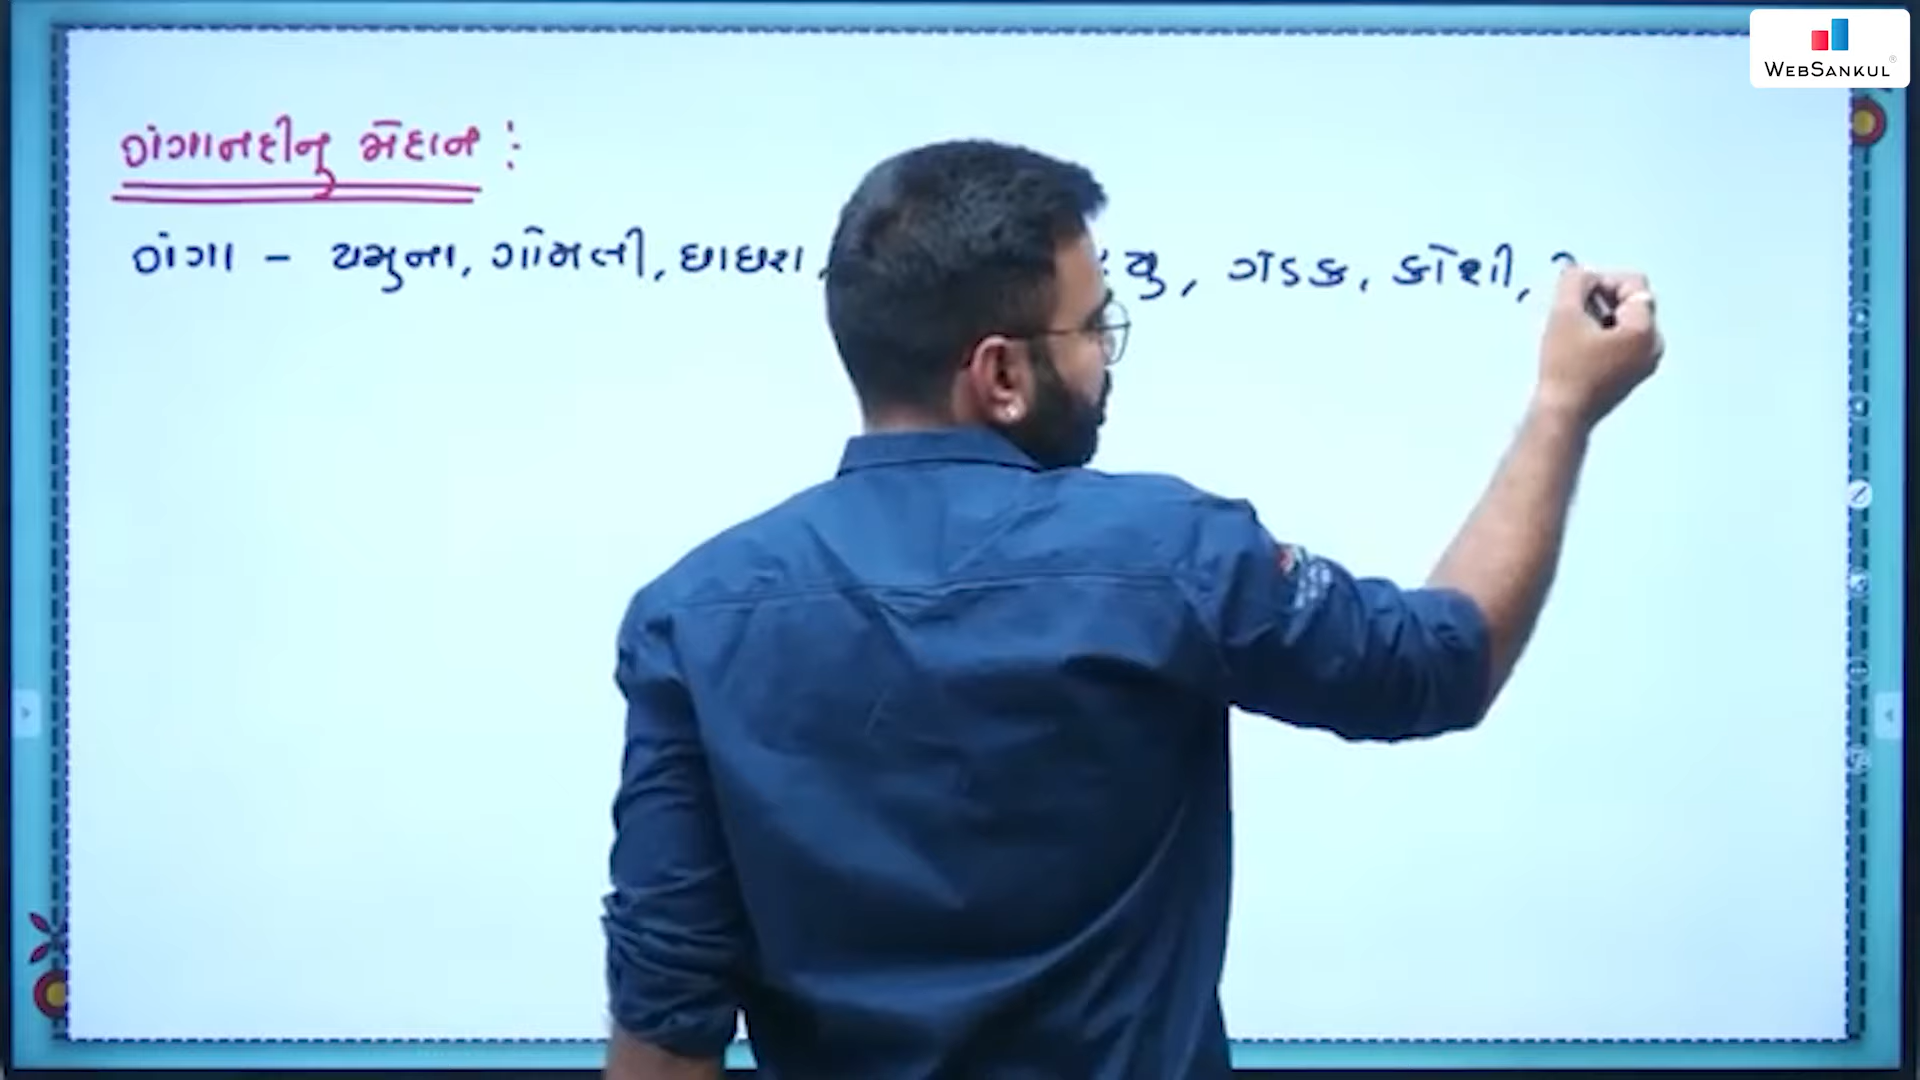 WEBSANKUL
ગંગાનદીનુ મેદાન :
ગંગા - યમુના, ગોમતી, ઘાઘરા, ગંડક, કોશી,